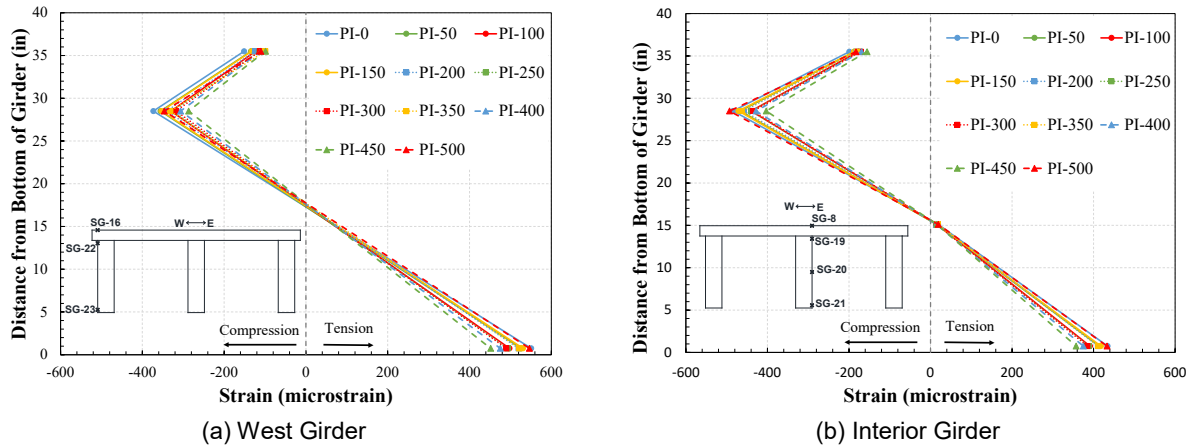 (a)
Distance from Bottom of Girder (in)
40
35
30
25
20
15
10
5
0
PI-0 PI-50 PI-100
PI-150 PI-200 PI-250
PI-300 PI-350 PI-400
PI-450 PI-500
SG-16 W E
SG-22
SG-23
Compression Tension
-600 -400 -200 0 200 400 600
Strain (microstrain)
(a) West Girder
(b)
Distance from Bottom of Girder (in)
40
35
30
25
20
15
10
5
0
PI-0 PI-50 PI-100
PI-150 PI-200 PI-250
PI-300 PI-350 PI-400
PI-450 PI-500
W E
SG-8
SG-19
SG-20
SG-21
Compression Tension
-600 -400 -200 0 200 400 600
Strain (microstrain)
(b) Interior Girder